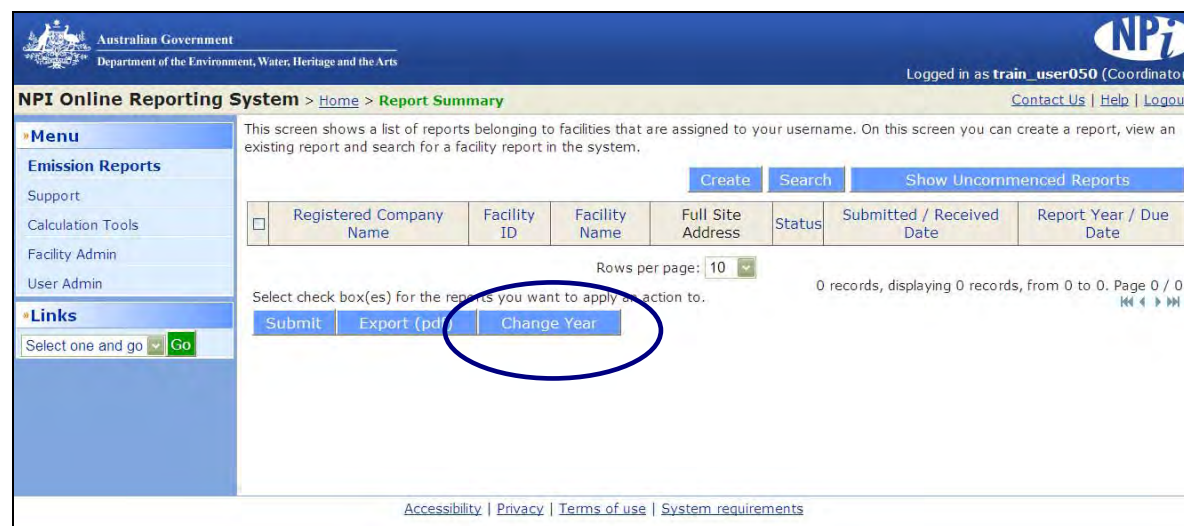 Australian Government
Department of the Environment, Water, Heritage and the Arts
NPi
Logged in as train_user050 (Coordinator
NPI Online Reporting System > Home > Report Summary
Contact Us | Help | Logou
Menu
Emission Reports
Support
Calculation Tools
Facility Admin
User Admin
Links
Select one and go Go
This screen shows a list of reports belonging to facilities that are assigned to your username. On this screen you can create a report, view an
existing report and search for a facility report in the system.
Create Search Show Uncommenced Reports
Registered Company Name Facility ID Facility Name Full Site Address Status Submitted / Received Date Report Year / Due Date
Rows per page: 10
0 records, displaying 0 records, from 0 to 0. Page 0 / 0
Select check box(es) for the reports you want to apply an action to.
Submit Export (pdf) Change Year
Accessibility | Privacy | Terms of use | System requirements